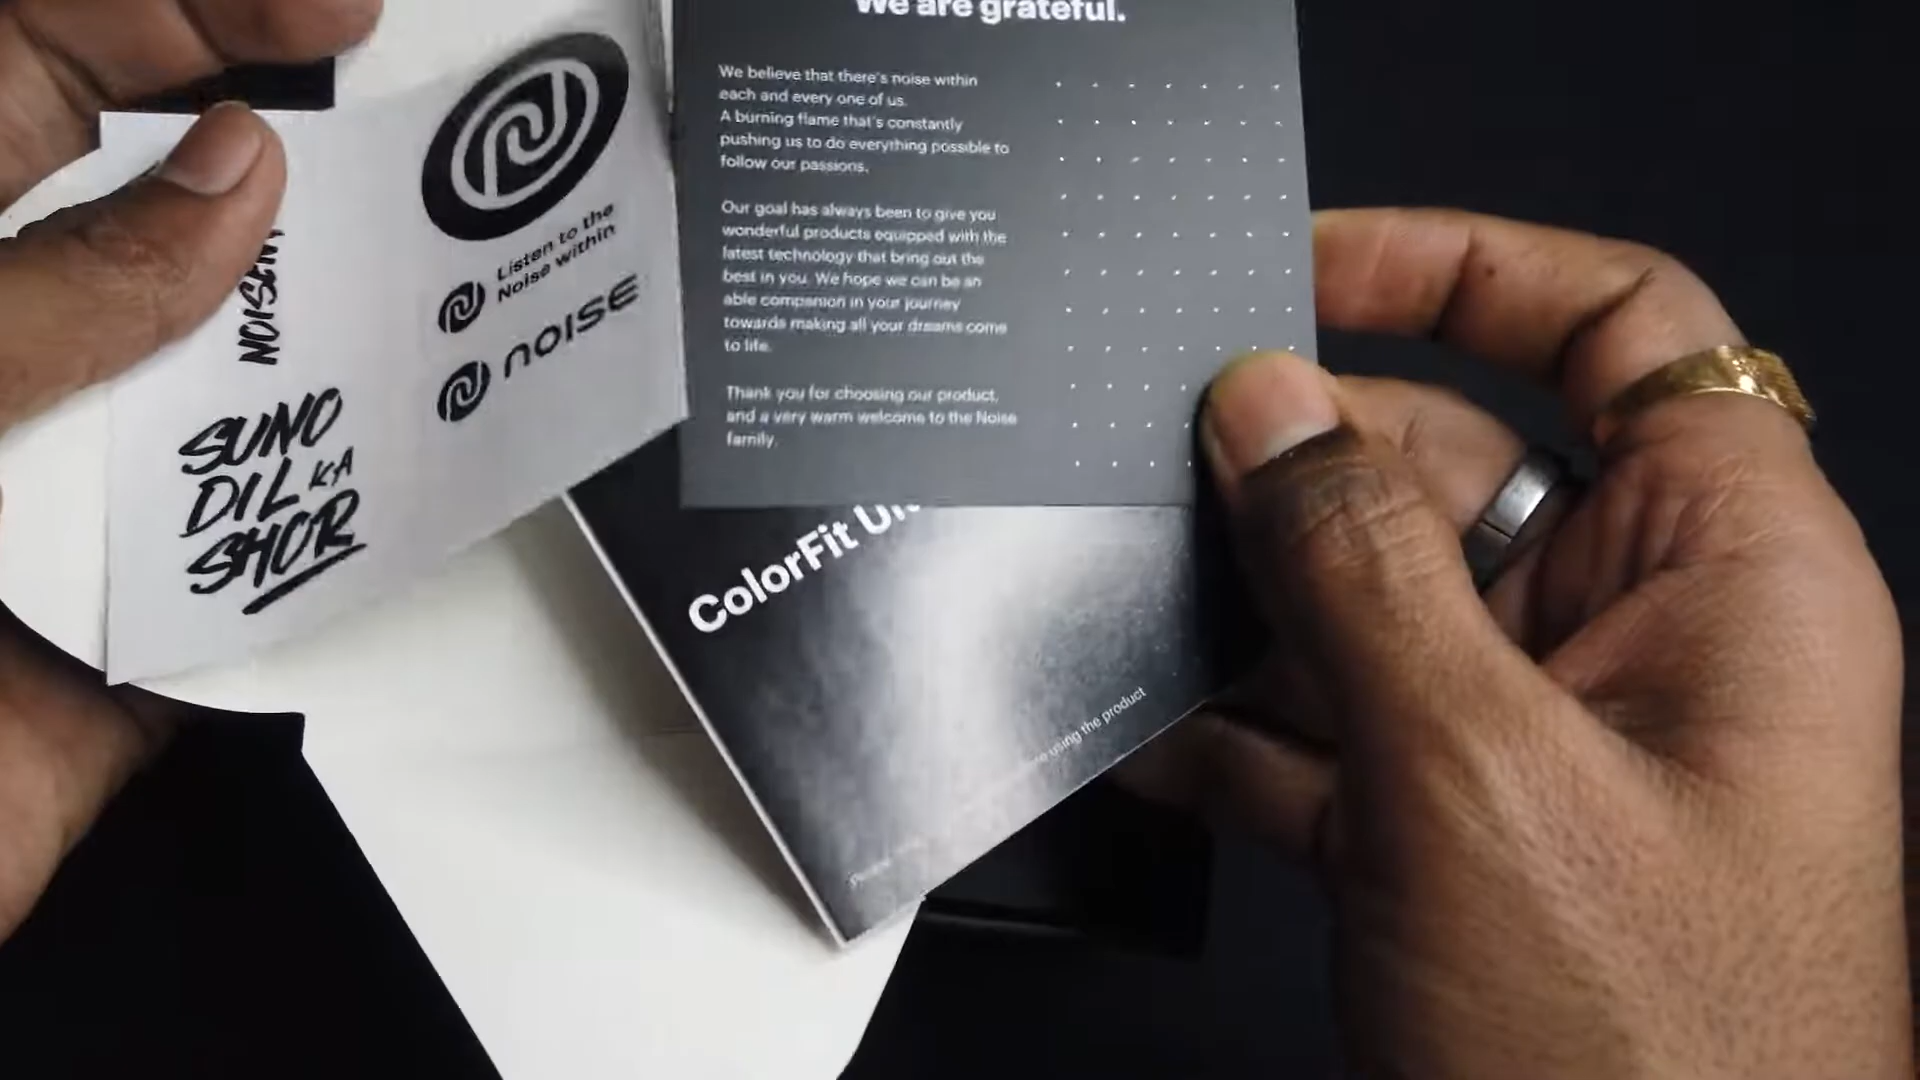 We are grateful.
We believe that there's noise within
each and every one of us.
A burning flame that's constantly
pushing us to do everything possible to
follow our passions.
Our goal has always been to give you
wonderful products equipped with the
latest technology that bring out the
best in you. We hope we can be an
able companion in your journey
towards making all your dreams come
to life.
Thank you for choosing our product,
and a very warm welcome to the Noise
family.
Listen to the
Noise within
NOISE
SUNO
DIL KA
SHOR
ColorFit
using the product